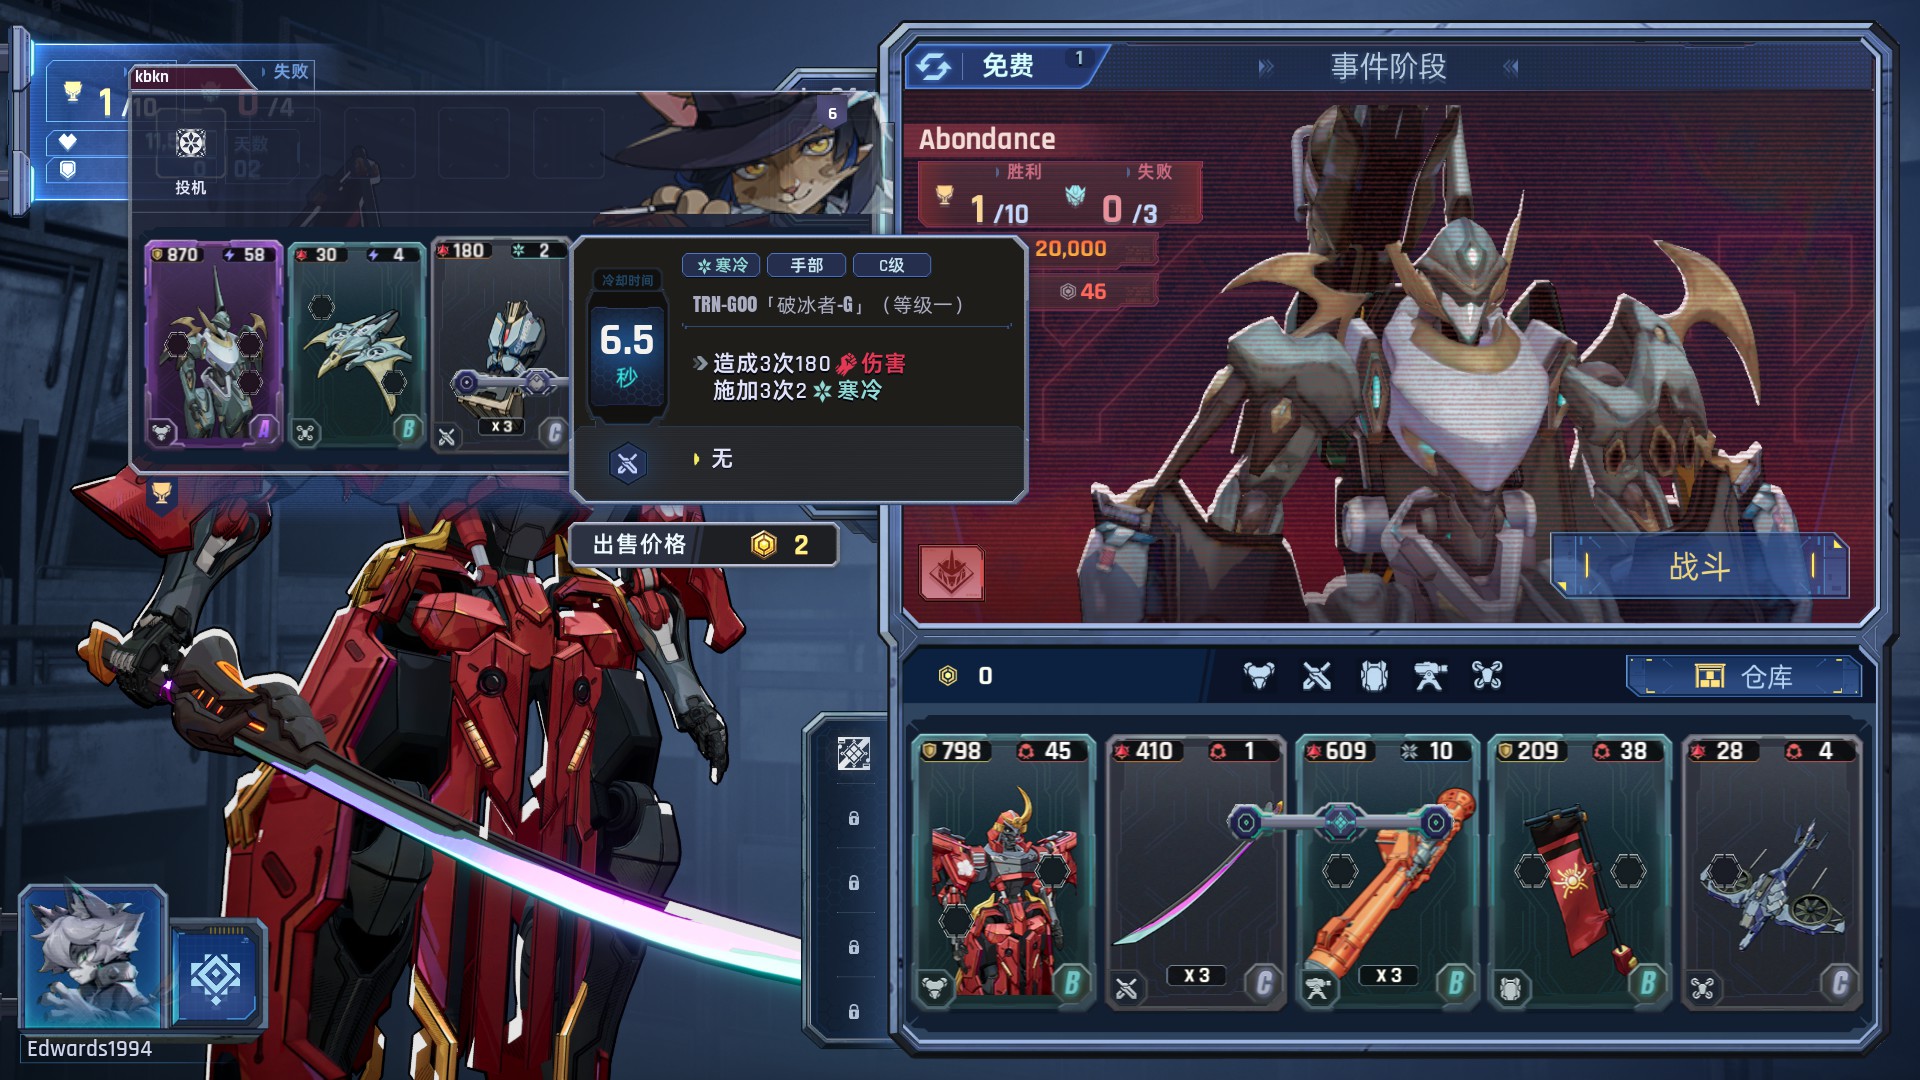 失败
kbkn
1/10
0/4
天数
02
投机
6
870
58
A
30
4
B
180
2
x3
C
寒冷
手部
C级
冷却时间
6.5
秒
TRN-G00「破冰者-G」（等级一）
造成3次180伤害
施加3次2寒冷
无
出售价格
2
免费
1
事件阶段
Abondance
胜利
1/10
失败
0/3
20,000
46
战斗
0
仓库
798
45
B
410
1
x3
C
609
10
x3
B
209
38
B
28
4
C
Edwards1994